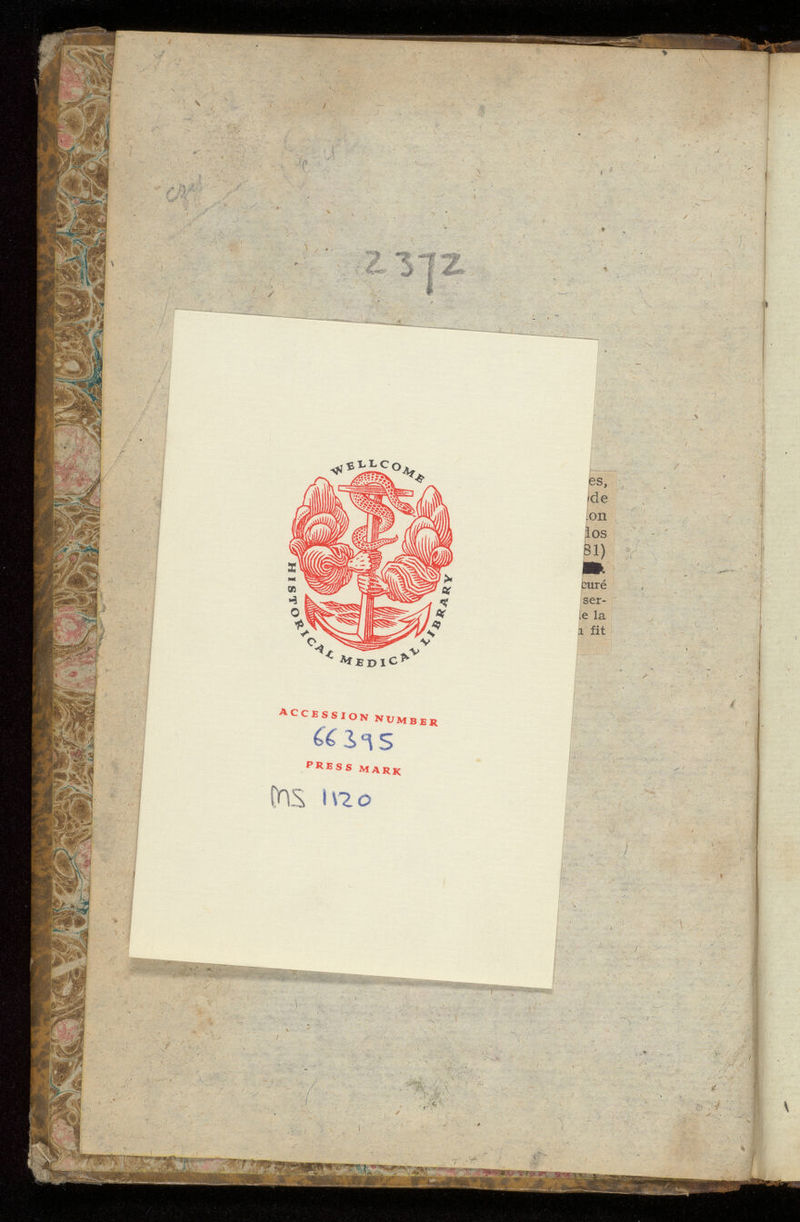 2372
WELLCOME
HISTORICAL MEDICAL LIBRARY
es,
de
on
los
81)
curé
ser-
e la
fit
ACCESSION NUMBER
66395
PRESS MARK
MS 1120